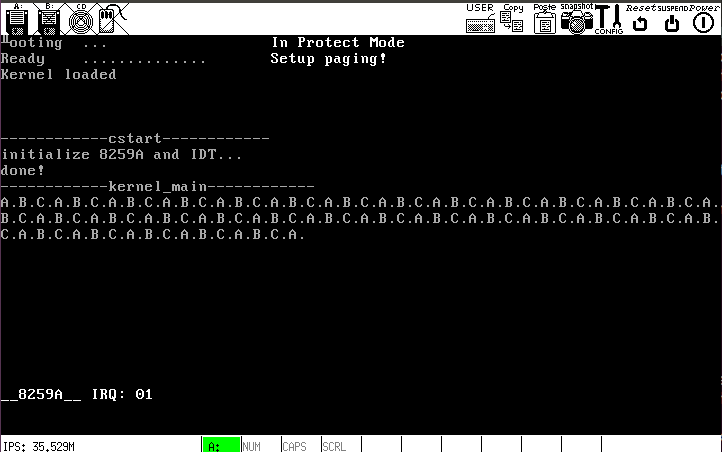 A: B: CD USER Copy Paste Snapshot CONFIG Reset SUSPEND Power
Booting ... In Protect Mode
Ready .............. Setup paging!
Kernel loaded
------------cstart------------
initialize 8259A and IDT...
done!
------------kernel_main------------
A.B.C.A.B.C.A.B.C.A.B.C.A.B.C.A.B.C.A.B.C.A.B.C.A.B.C.A.B.C.A.B.C.A.B.C.A.B.C.A.
B.C.A.B.C.A.B.C.A.B.C.A.B.C.A.B.C.A.B.C.A.B.C.A.B.C.A.B.C.A.B.C.A.B.C.A.B.C.A.B.
C.A.B.C.A.B.C.A.B.C.A.B.C.A.B.C.A.
__8259A__ IRQ: 01
IPS: 35.529M A: NUM CAPS SCRL